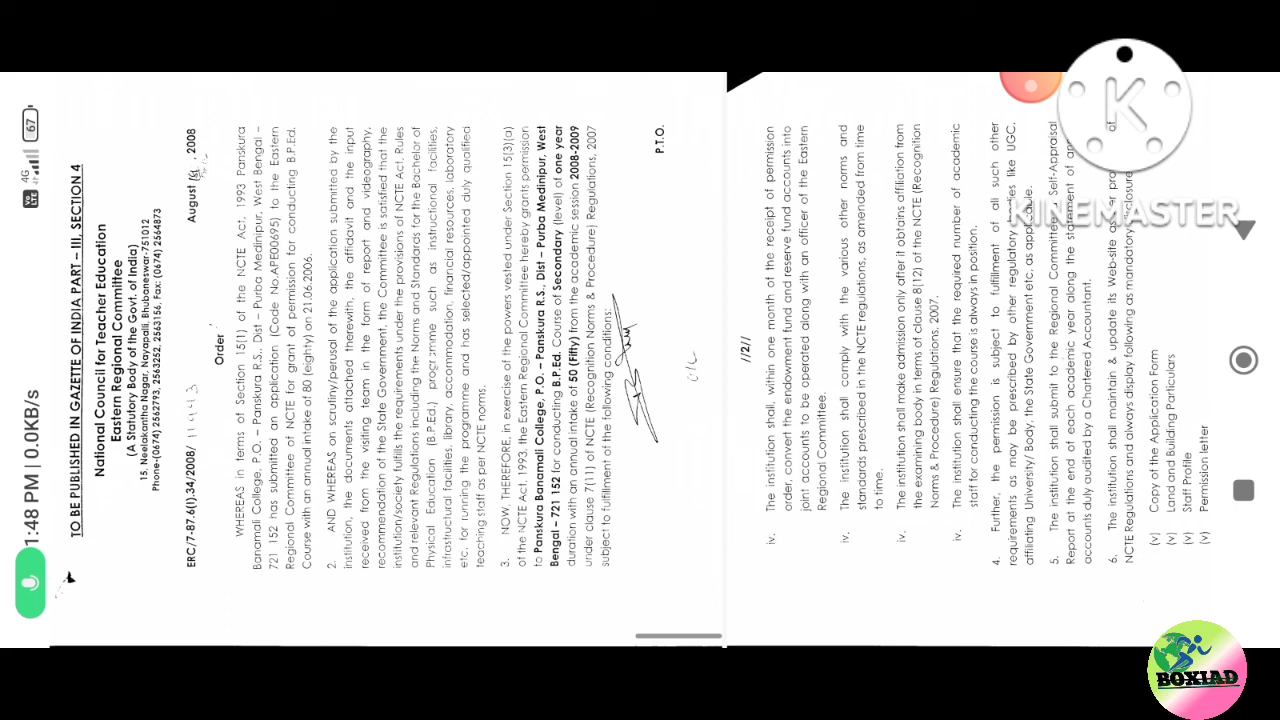 1:48 PM | 0.0KB/s
4G
67
TO BE PUBLISHED IN GAZETTE OF INDIA PART – III, SECTION 4
National Council for Teacher Education
Eastern Regional Committee
(A Statutory Body of the Govt. of India)
15, Neelakantha Nagar, Nayapalli, Bhubaneswar-751012
Phone-(0674) 2562793, 2563252, 2563156, Fax: (0674) 2564873
ERC/7-87.6(I).34/2008/ 11443
August , 2008
Order
WHEREAS in terms of Section 15(1) of the NCTE Act, 1993 Panskura
Banamali College, P.O. – Panskura R.S., Dist – Purba Medinipur, West Bengal –
721 152 has submitted an application (Code No.APE00695) to the Eastern
Regional Committee of NCTE for grant of permission for conducting B.P.Ed.
Course with an annual intake of 80 (eighty) on 21.06.2006.
2. AND WHEREAS on scrutiny/perusal of the application submitted by the
institution, the documents attached therewith, the affidavit and the input
received from the visiting team in the form of report and videography,
recommendation of the State Government, the Committee is satisfied that the
institution/society fulfills the requirements under the provisions of NCTE Act, Rules
and relevant Regulations including the Norms and Standards for the Bachelor of
Physical Education (B.P.Ed.) programme such as instructional facilities,
infrastructural facilities, library, accommodation, financial resources, laboratory
etc. for running the programme and has selected/appointed duly qualified
teaching staff as per NCTE norms.
3. NOW, THEREFORE, in exercise of the powers vested under Section 15(3)(a)
of the NCTE Act, 1993, the Eastern Regional Committee hereby grants permission
to Panskura Banamali College, P.O. – Panskura R.S., Dist – Purba Medinipur, West
Bengal – 721 152 for conducting B.P.Ed. Course of Secondary (level) of one year
duration with an annual intake of 50 (Fifty) from the academic session 2008-2009
under clause 7(11) of NCTE (Recognition Norms & Procedure) Regulations, 2007
subject to fulfillment of the following conditions:
P.T.O.
//2//
iv. The institution shall, within one month of the receipt of permission
order, convert the endowment fund and reserve fund accounts into
joint accounts to be operated along with an officer of the Eastern
Regional Committee.
iv. The institution shall comply with the various other norms and
standards prescribed in the NCTE regulations, as amended from time
to time.
iv. The institution shall make admission only after it obtains affiliation from
the examining body in terms of clause 8(12) of the NCTE (Recognition
Norms & Procedure) Regulations, 2007.
iv. The institution shall ensure that the required number of academic
staff for conducting the course is always in position.
4. Further, the permission is subject to fulfillment of all such other
requirements as may be prescribed by other regulatory bodies like UGC,
affiliating University/ Body, the State Government etc, as applicable.
5. The institution shall submit to the Regional Committee a Self-Appraisal
Report at the end of each academic year along the statement of
accounts duly audited by a Chartered Accountant.
6. The institution shall maintain & update its Web-site as per of
NCTE Regulations and always display following as mandatory disclosure
(v) Copy of the Application Form
(v) Land and Building Particulars
(v) Staff Profile
(v) Permission letter
KINEMASTER
BOXIAD